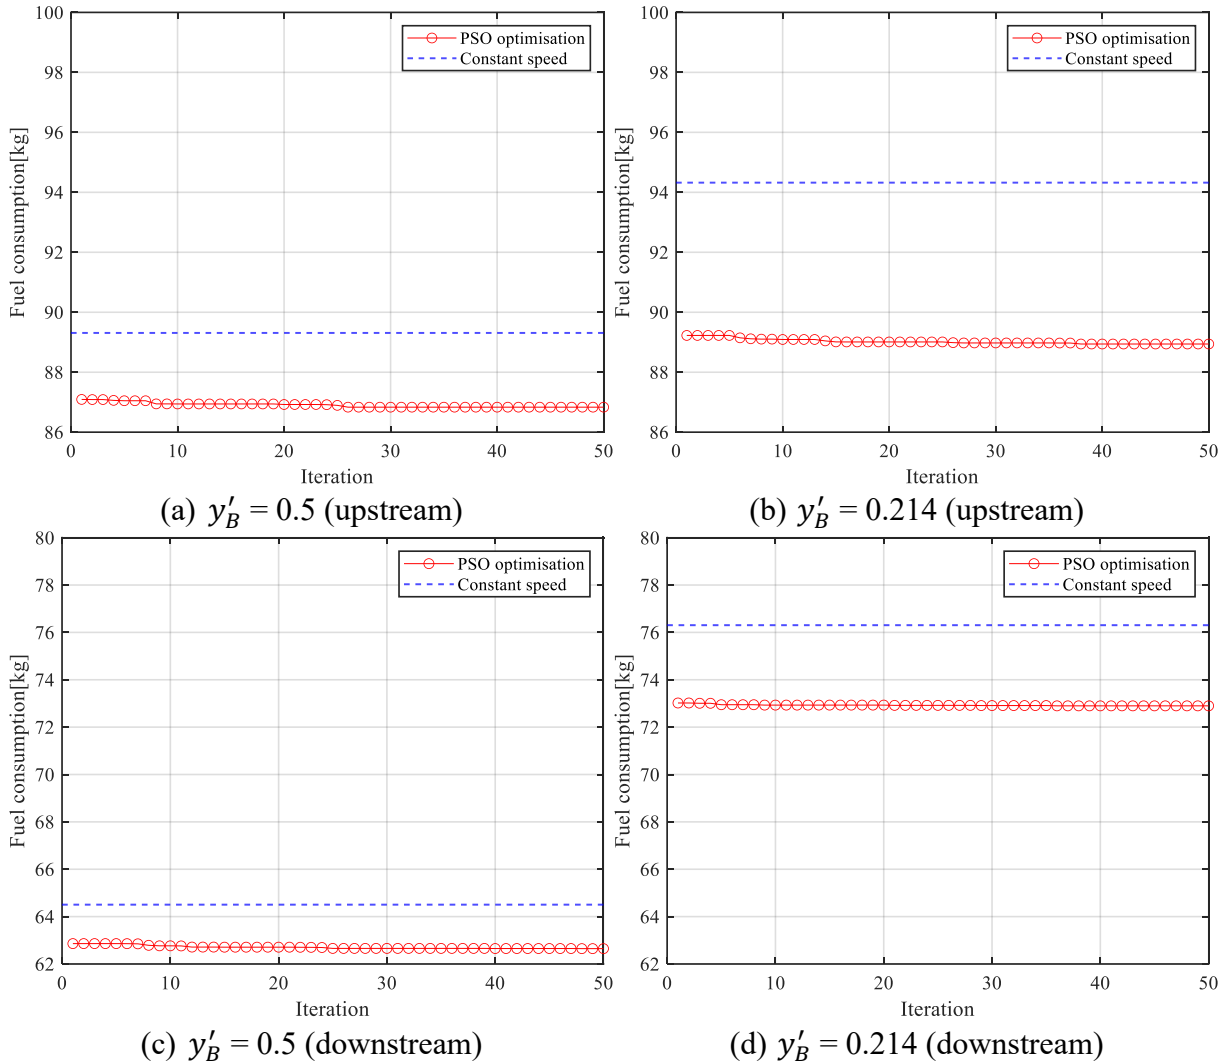 100
98
96
94
92
90
88
86
Fuel consumption[kg]
PSO optimisation
Constant speed
0 10 20 30 40 50
Iteration
(a) y′_B = 0.5 (upstream)
100
98
96
94
92
90
88
86
Fuel consumption[kg]
PSO optimisation
Constant speed
0 10 20 30 40 50
Iteration
(b) y′_B = 0.214 (upstream)
80
78
76
74
72
70
68
66
64
62
Fuel consumption[kg]
PSO optimisation
Constant speed
0 10 20 30 40 50
Iteration
(c) y′_B = 0.5 (downstream)
80
78
76
74
72
70
68
66
64
62
Fuel consumption[kg]
PSO optimisation
Constant speed
0 10 20 30 40 50
Iteration
(d) y′_B = 0.214 (downstream)